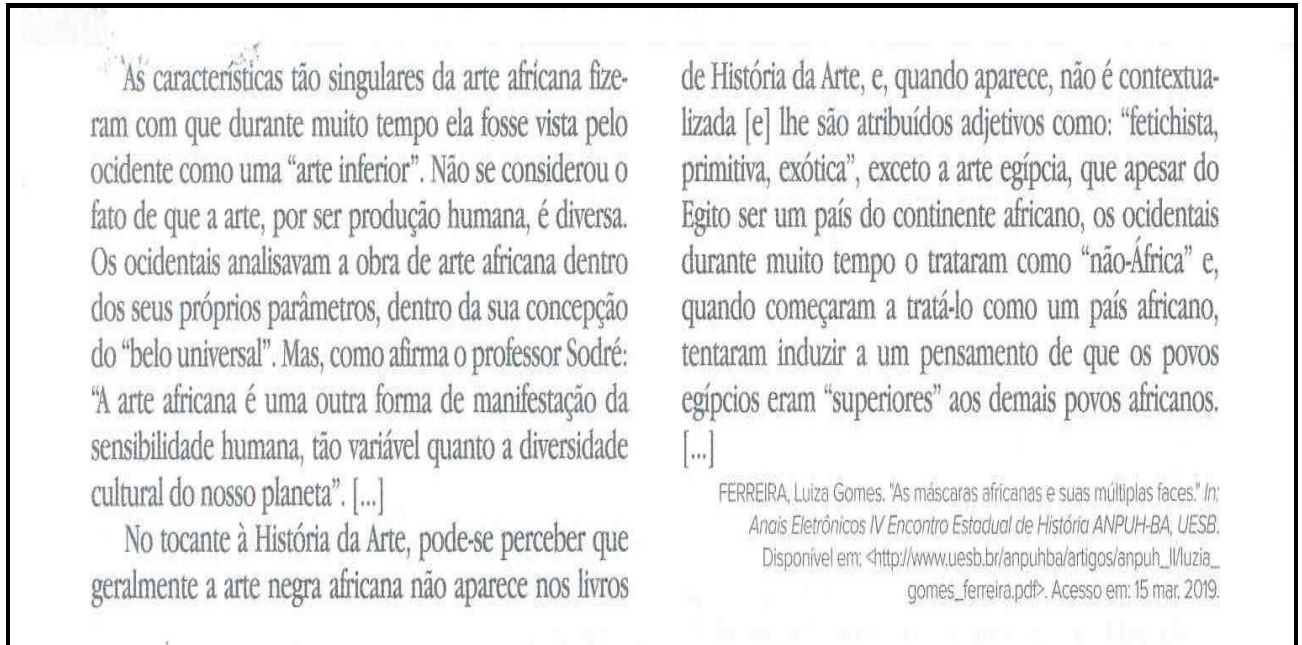 As características tão singulares da arte africana fize-
ram com que durante muito tempo ela fosse vista pelo
ocidente como uma “arte inferior”. Não se considerou o
fato de que a arte, por ser produção humana, é diversa.
Os ocidentais analisavam a obra de arte africana dentro
dos seus próprios parâmetros, dentro da sua concepção
do “belo universal”. Mas, como afirma o professor Sodré:
“A arte africana é uma outra forma de manifestação da
sensibilidade humana, tão variável quanto a diversidade
cultural do nosso planeta”. [...]
No tocante à História da Arte, pode-se perceber que
geralmente a arte negra africana não aparece nos livros
de História da Arte, e, quando aparece, não é contextua-
lizada [e] lhe são atribuídos adjetivos como: “fetichista,
primitiva, exótica”, exceto a arte egípcia, que apesar do
Egito ser um país do continente africano, os ocidentais
durante muito tempo o trataram como “não-África” e,
quando começaram a tratá-lo como um país africano,
tentaram induzir a um pensamento de que os povos
egípcios eram “superiores” aos demais povos africanos.
[...]
FERREIRA, Luiza Gomes. "As máscaras africanas e suas múltiplas faces." In:
Anais Eletrônicos IV Encontro Estadual de História ANPUH-BA, UESB.
Disponível em: <http://www.uesb.br/anpuhba/artigos/anpuh_II/luzia_
gomes_ferreira.pdf>. Acesso em: 15 mar. 2019.